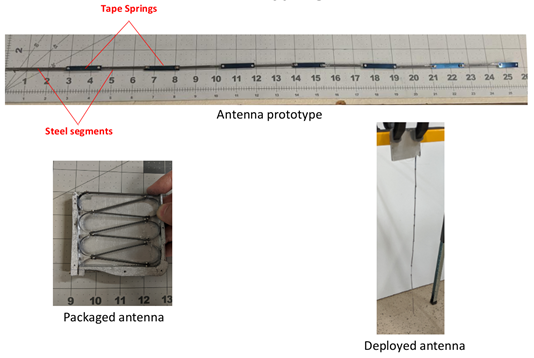 Tape Springs
2
1 2 3 4 5 6 7 8 9 10 11 12 13 14 15 16 17 18 19 20 21 22 23 24 25 26
Steel segments
Antenna prototype
9 10 11 12 13
Packaged antenna
Deployed antenna